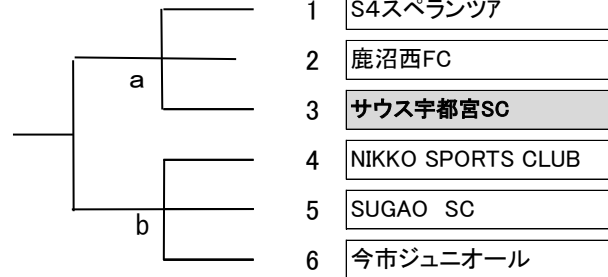 1 S4スペランツァ
2 鹿沼西FC
a
3 サウス宇都宮SC
4 NIKKO SPORTS CLUB
5 SUGAO SC
b
6 今市ジュニオール